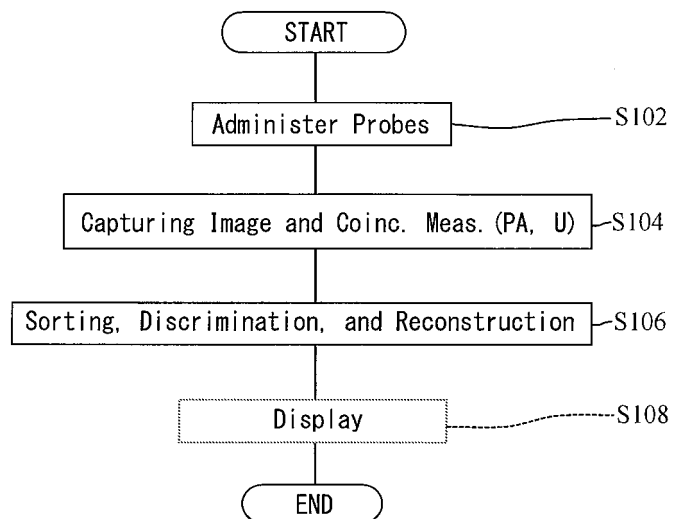 START
Administer Probes
S102
Capturing Image and Coinc. Meas. (PA, U)
S104
Sorting, Discrimination, and Reconstruction
S106
Display
S108
END